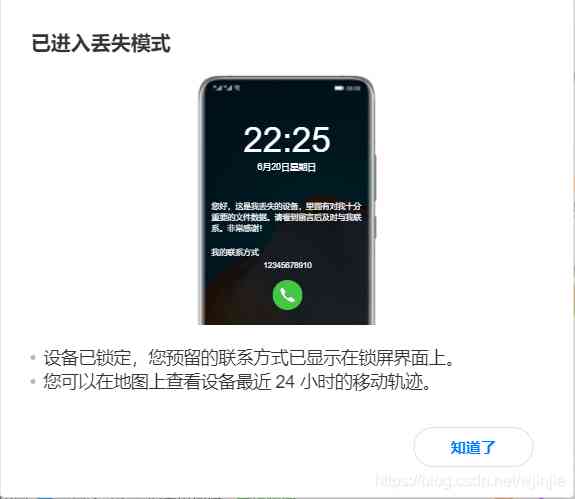 已进入丢失模式
22:25
6月20日星期日
您好，这是我丢失的设备，里面有对我十分
重要的文件数据。请看到留言后及时与我联
系。非常感谢!
我的联系方式
12345678910
设备已锁定，您预留的联系方式已显示在锁屏界面上。
您可以在地图上查看设备最近 24 小时的移动轨迹。
知道了